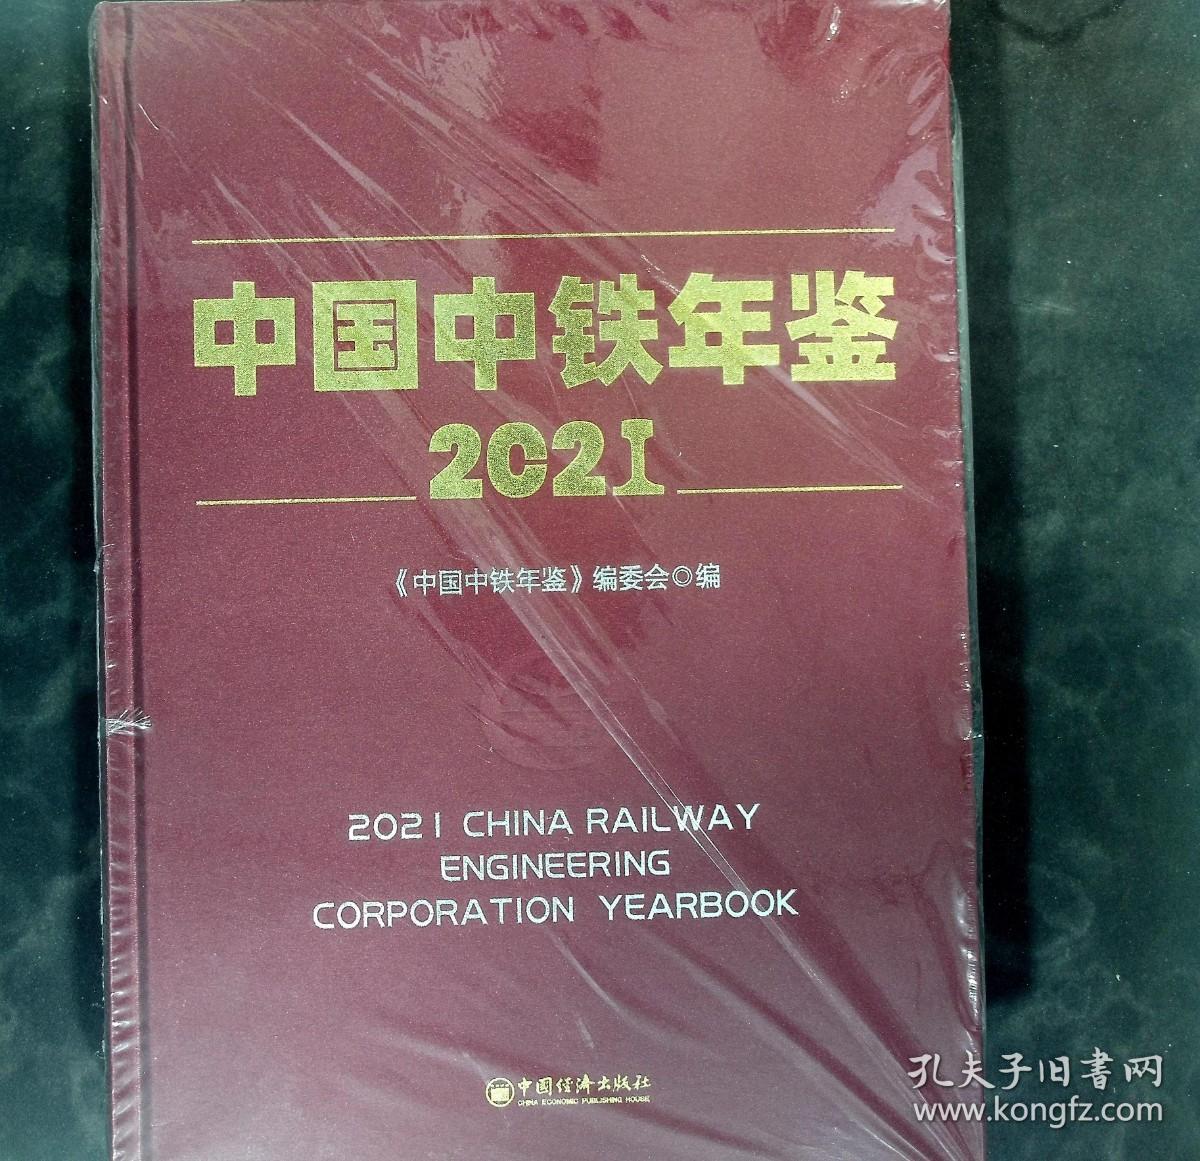 中国中铁年鉴
2021
《中国中铁年鉴》编委会◎编
2021 CHINA RAILWAY
ENGINEERING
CORPORATION YEARBOOK
中國经濟出版社
CHINA ECONOMIC PUBLISHING HOUSE
孔夫子旧书网
www.kongfz.com